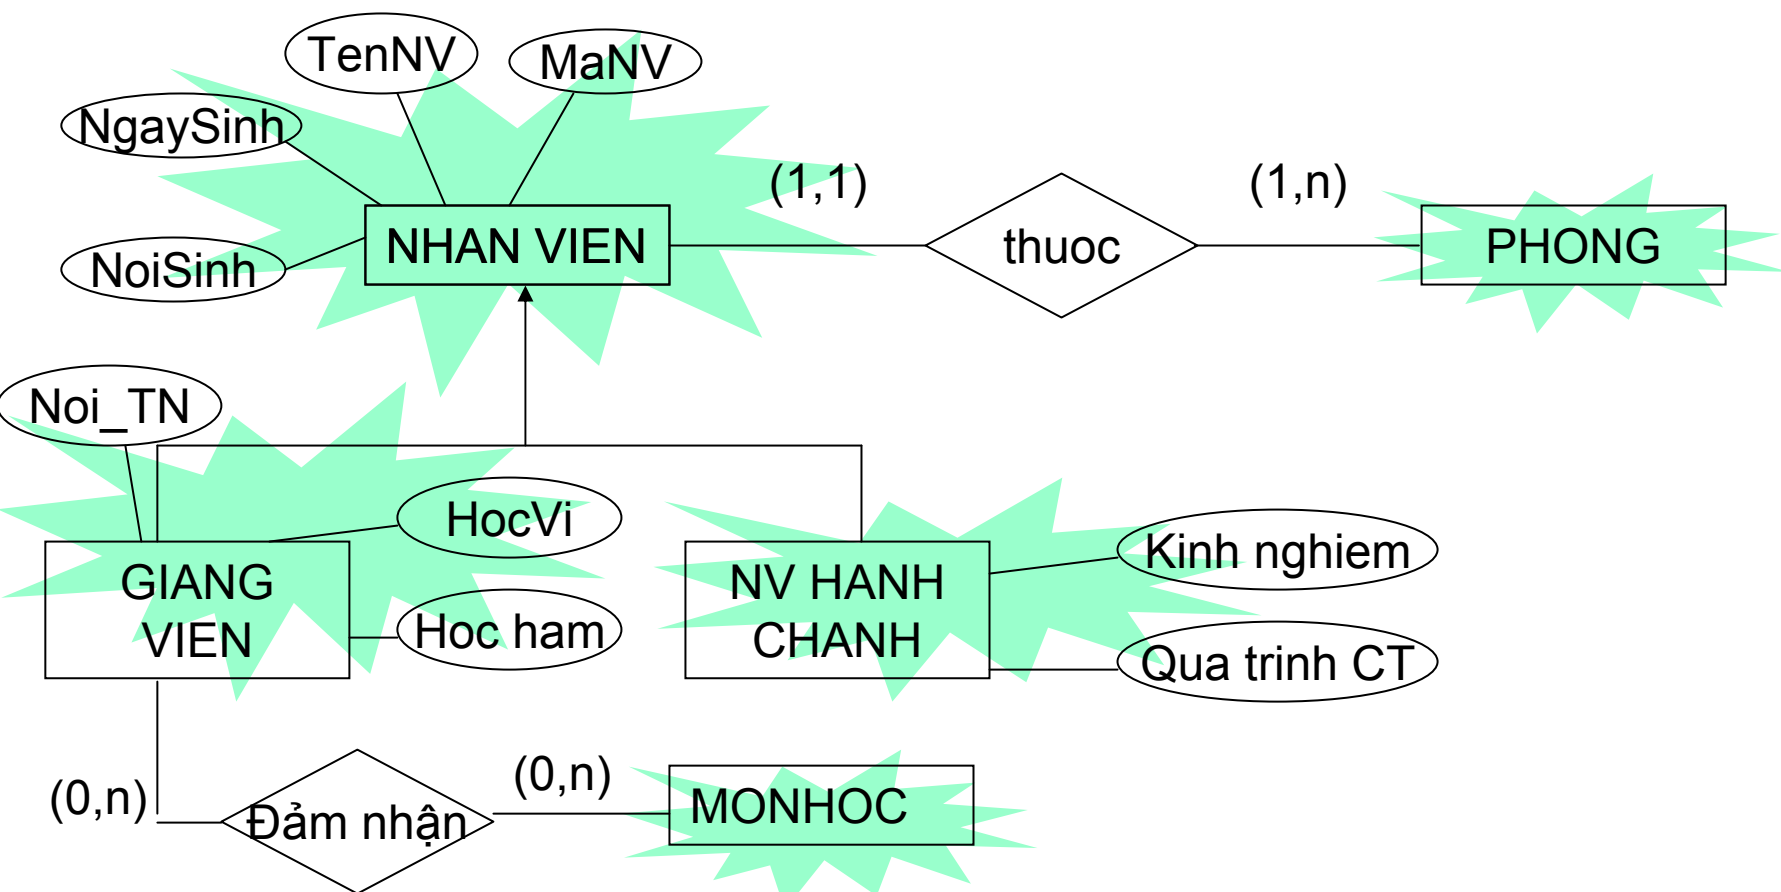 TenNV
MaNV
NgaySinh
(1,1)
(1,n)
NHAN VIEN
thuoc
PHONG
NoiSinh
Noi_TN
HocVi
GIANG
VIEN
Hoc ham
NV HANH
CHANH
Kinh nghiem
Qua trinh CT
(0,n)
Đảm nhận
(0,n)
MONHOC